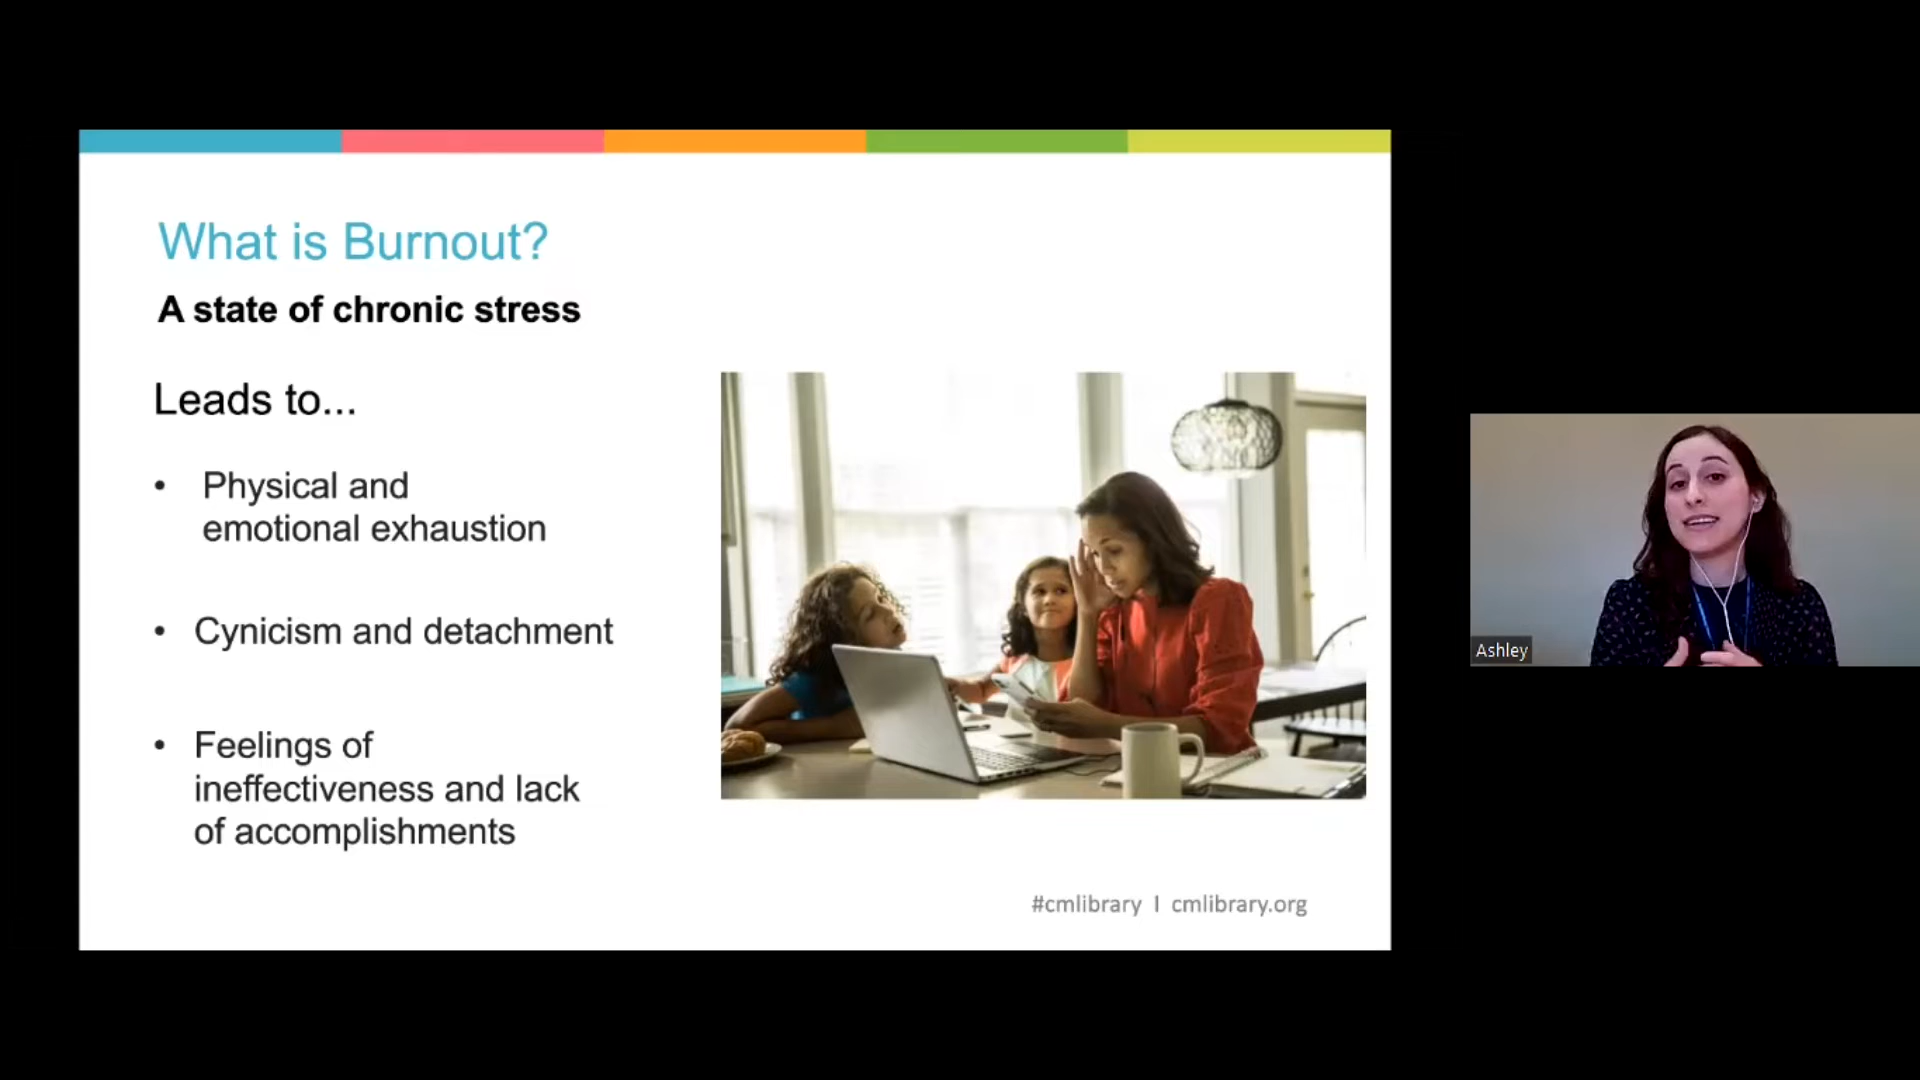 What is Burnout?
A state of chronic stress
Leads to...
• Physical and
emotional exhaustion
• Cynicism and detachment
• Feelings of
ineffectiveness and lack
of accomplishments
#cmlibrary I cmlibrary.org
Ashley